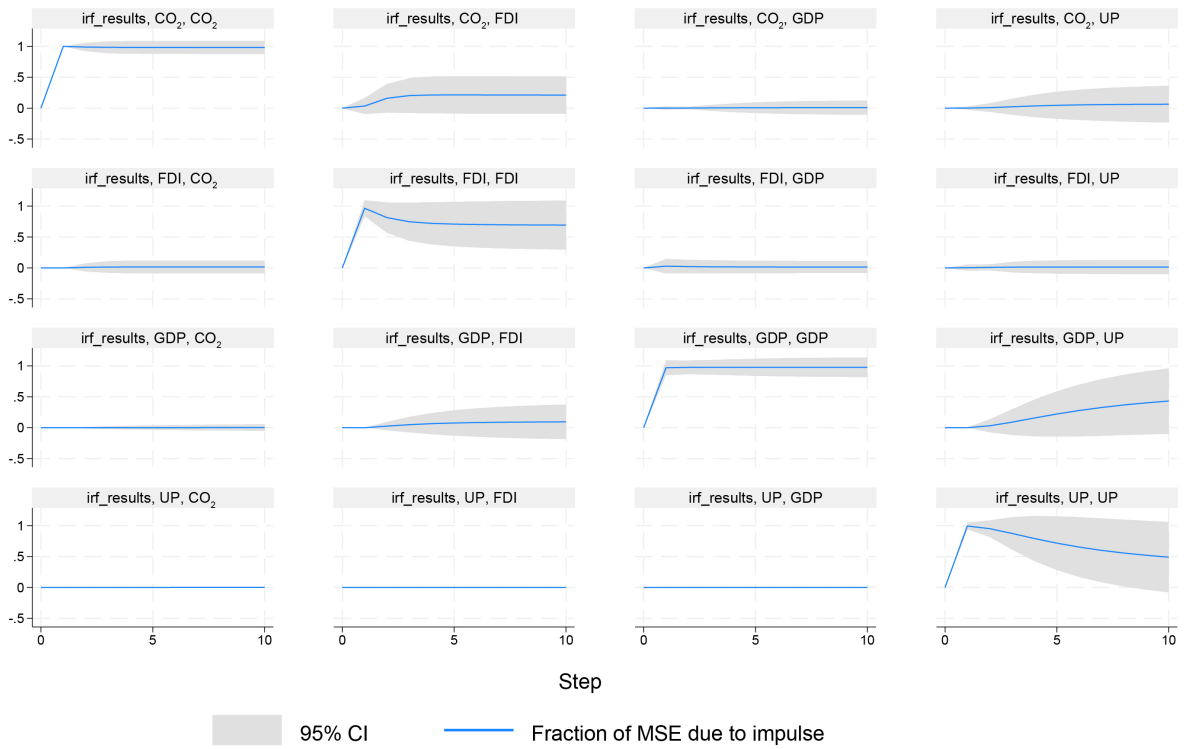 irf_results, CO₂, CO₂
irf_results, CO₂, FDI
irf_results, CO₂, GDP
irf_results, CO₂, UP
1
.5
0
-.5
irf_results, FDI, CO₂
irf_results, FDI, FDI
irf_results, FDI, GDP
irf_results, FDI, UP
1
.5
0
-.5
irf_results, GDP, CO₂
irf_results, GDP, FDI
irf_results, GDP, GDP
irf_results, GDP, UP
1
.5
0
-.5
irf_results, UP, CO₂
irf_results, UP, FDI
irf_results, UP, GDP
irf_results, UP, UP
1
.5
0
-.5
0 5 10
0 5 10
0 5 10
0 5 10
Step
95% CI
Fraction of MSE due to impulse